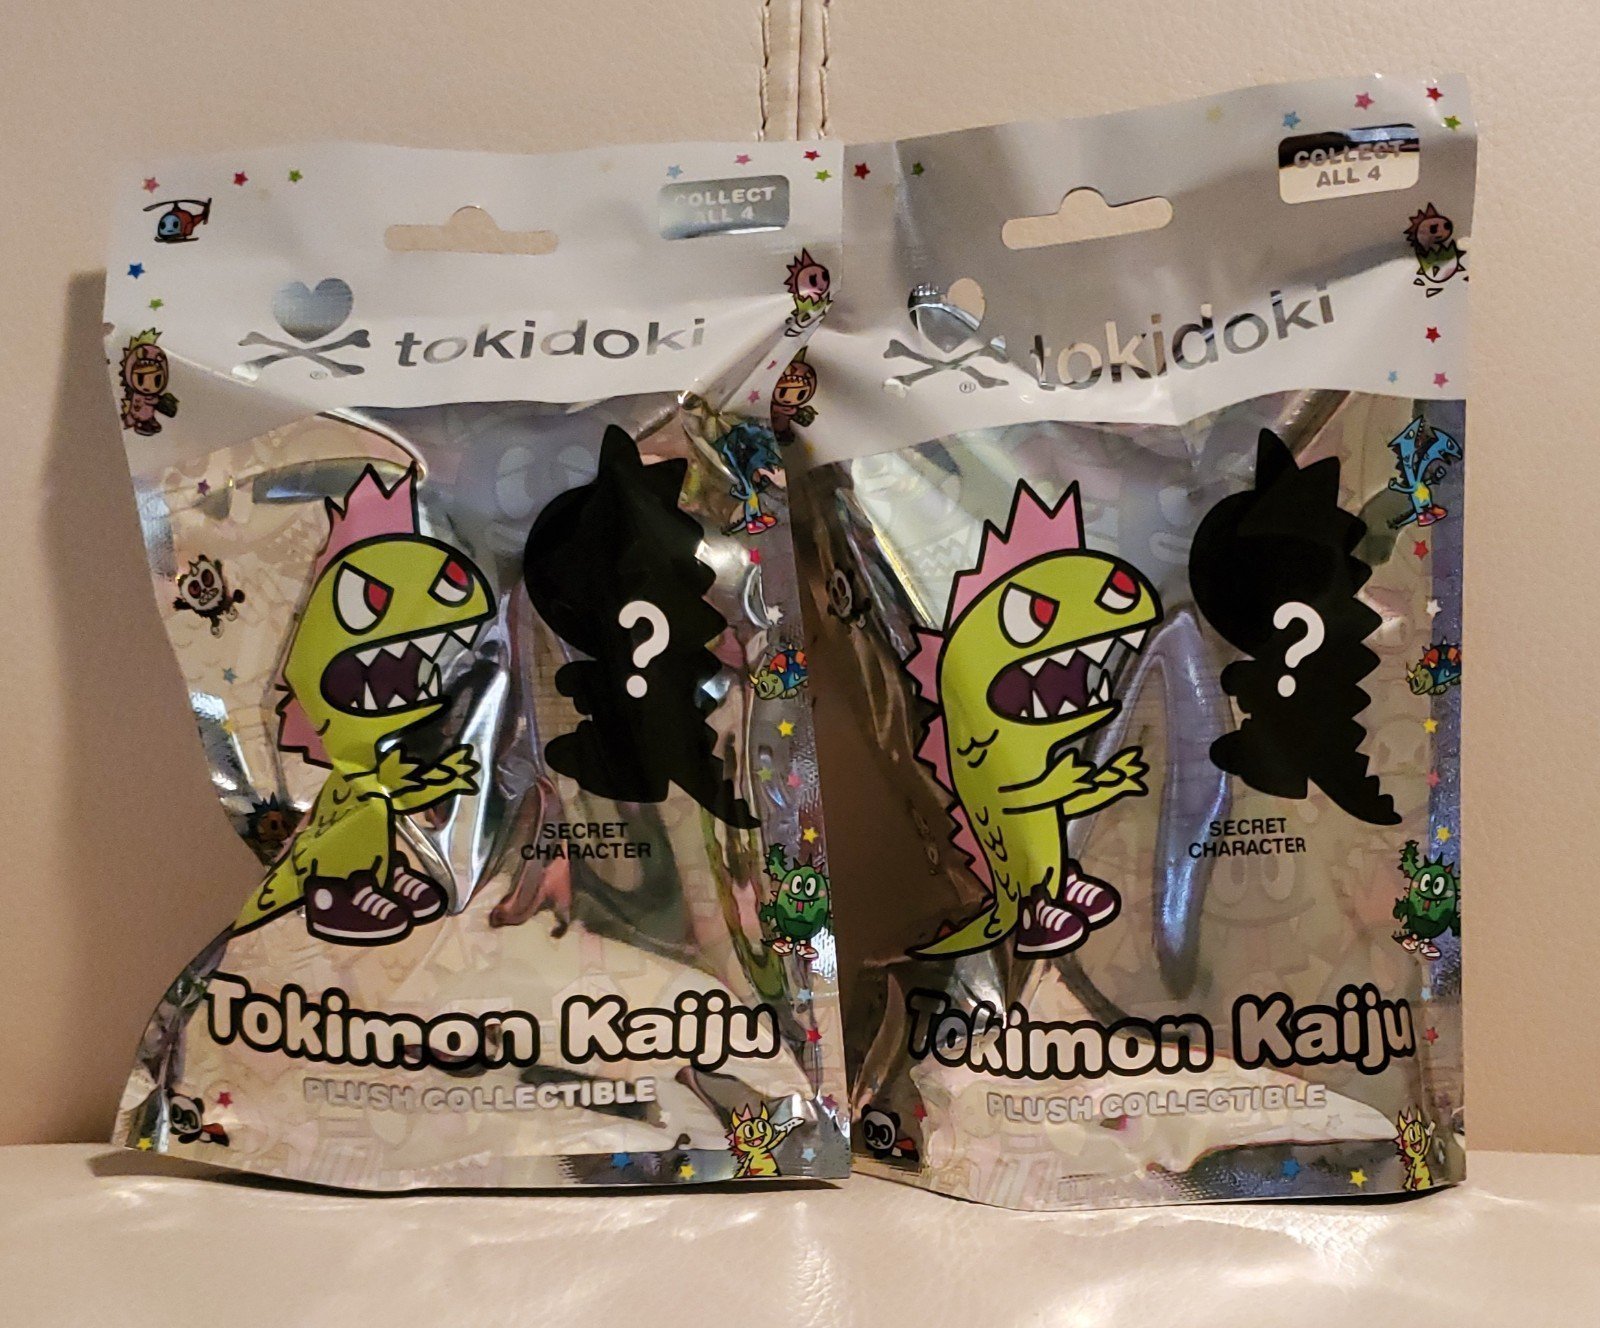 COLLECT
ALL 4
tokidoki
®
?
SECRET
CHARACTER
Tokimon Kaiju
PLUSH COLLECTIBLE
COLLECT
ALL 4
tokidoki
®
?
SECRET
CHARACTER
Tokimon Kaiju
PLUSH COLLECTIBLE